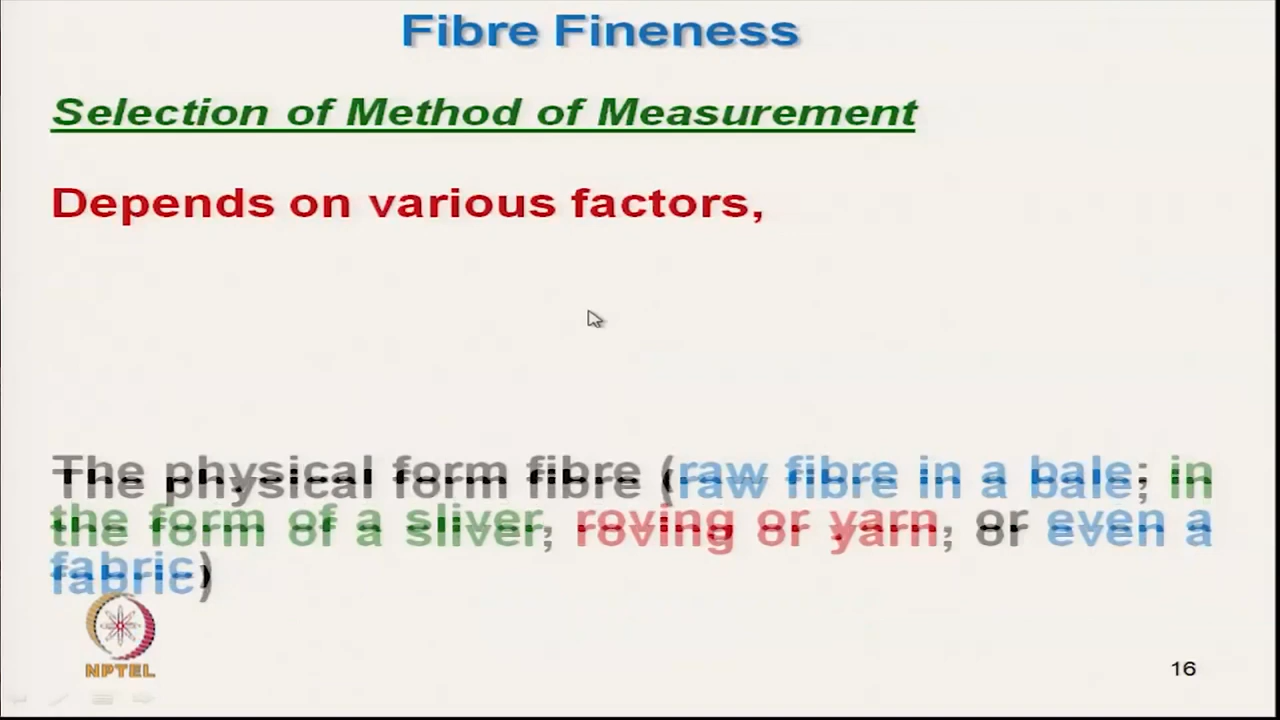 Fibre Fineness
Selection of Method of Measurement
Depends on various factors,
The physical form fibre (raw fibre in a bale; in
the form of a sliver, roving or yarn; or even a
fabric)
NPTEL
16